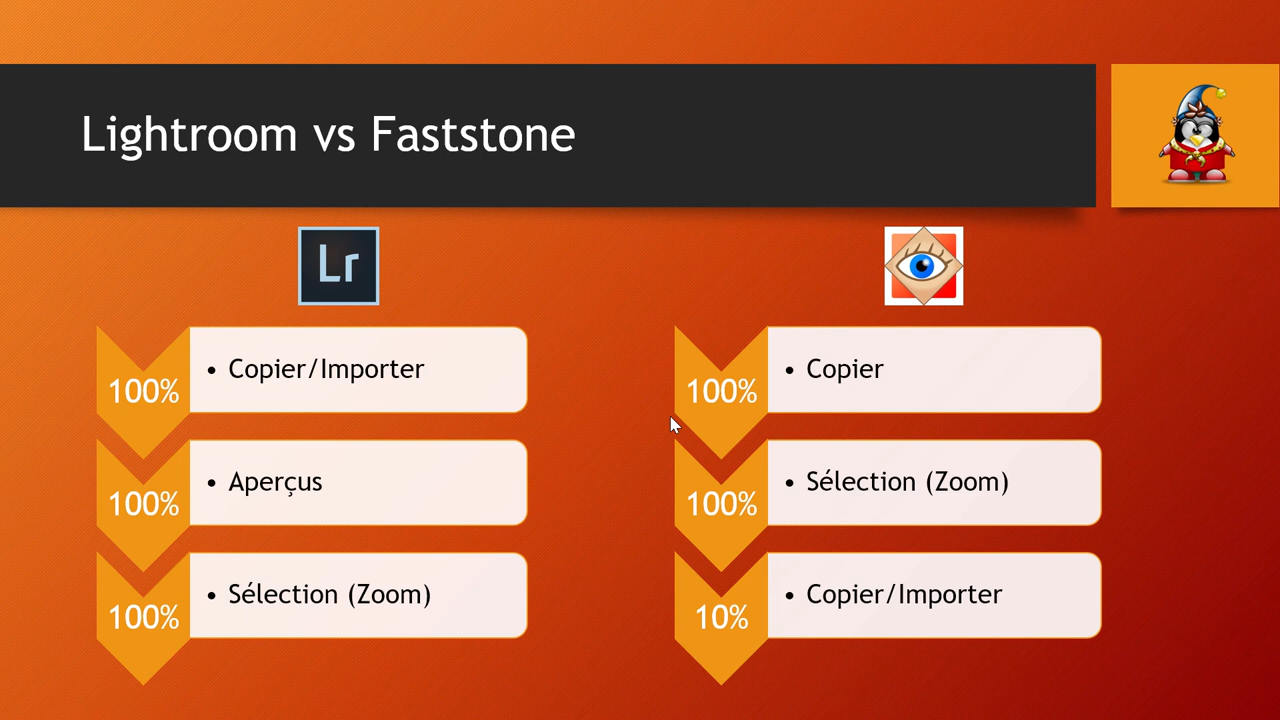 Lightroom vs Faststone
Lr
100%
• Copier/Importer
100%
• Aperçus
100%
• Sélection (Zoom)
100%
• Copier
100%
• Sélection (Zoom)
10%
• Copier/Importer